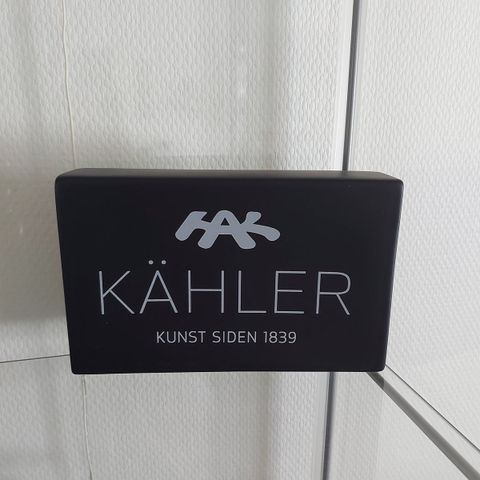 HAK
KÄHLER
KUNST SIDEN 1839